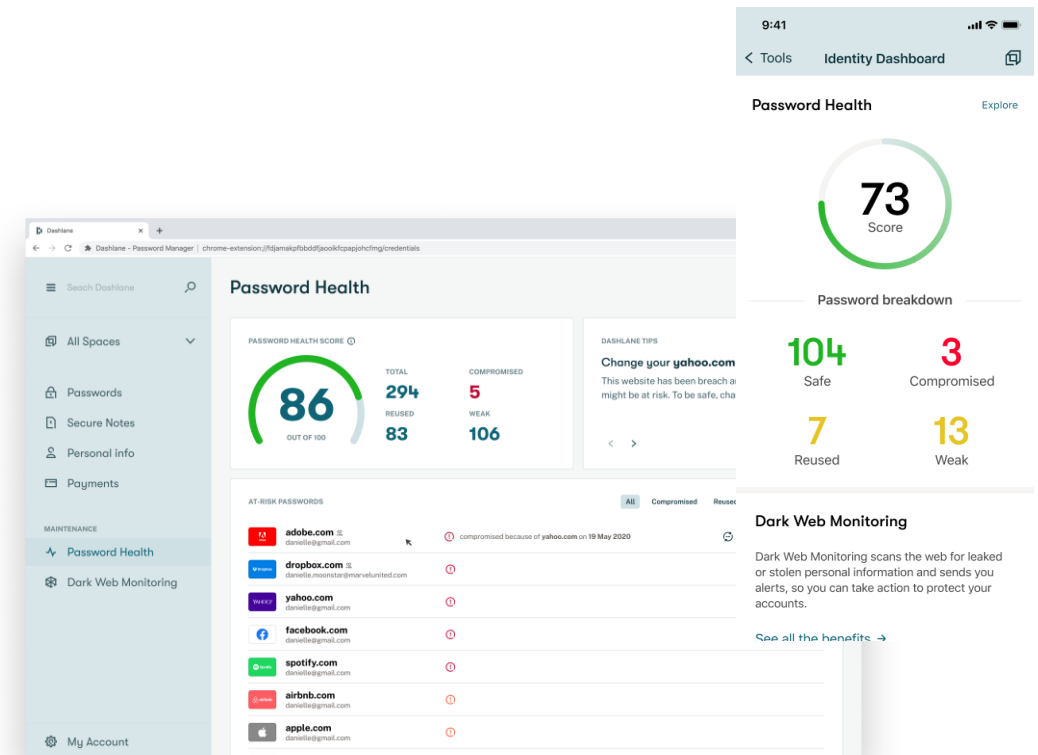 9:41
Tools
Identity Dashboard
Password Health
Explore
73
Score
Password breakdown
104
3
Safe
Compromised
7
13
Reused
Weak
Dark Web Monitoring
Dark Web Monitoring scans the web for leaked
or stolen personal information and sends you
alerts, so you can take action to protect your
accounts.
See all the benefits →
Dashlane
Dashlane - Password Manager
Seach Dashlane
All Spaces
Passwords
Secure Notes
Personal info
Payments
MAINTENANCE
Password Health
Dark Web Monitoring
My Account
Password Health
PASSWORD HEALTH SCORE
86
OUT OF 100
TOTAL
COMPROMISED
294
5
REUSED
WEAK
83
106
DASHLANE TIPS
Change your yahoo.com
This website has been breach
might be at risk. To be safe, cha
AT-RISK PASSWORDS
All
Compromised
Reused
adobe.com
danielle@gmail.com
compromised because of yahoo.com on 19 May 2020
dropbox.com
danielle.moonstar@marvelunited.com
YAHOO!
yahoo.com
danielle@gmail.com
facebook.com
danielle@gmail.com
spotify.com
danielle@gmail.com
airbnb.com
danielle@gmail.com
apple.com
danielle@gmail.com